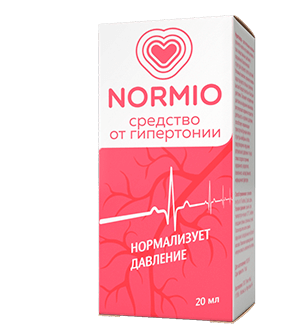 NORMIO
средство
от гипертонии
НОРМАЛИЗУЕТ
ДАВЛЕНИЕ
20 мл